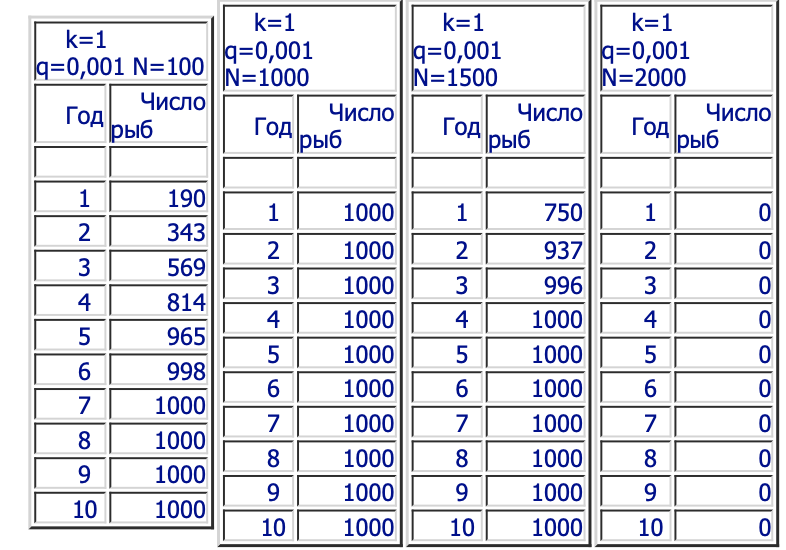 k=1
q=0,001 N=100
Год Число рыб
1 190
2 343
3 569
4 814
5 965
6 998
7 1000
8 1000
9 1000
10 1000
k=1
q=0,001
N=1000
Год Число рыб
1 1000
2 1000
3 1000
4 1000
5 1000
6 1000
7 1000
8 1000
9 1000
10 1000
k=1
q=0,001
N=1500
Год Число рыб
1 750
2 937
3 996
4 1000
5 1000
6 1000
7 1000
8 1000
9 1000
10 1000
k=1
q=0,001
N=2000
Год Число рыб
1 0
2 0
3 0
4 0
5 0
6 0
7 0
8 0
9 0
10 0